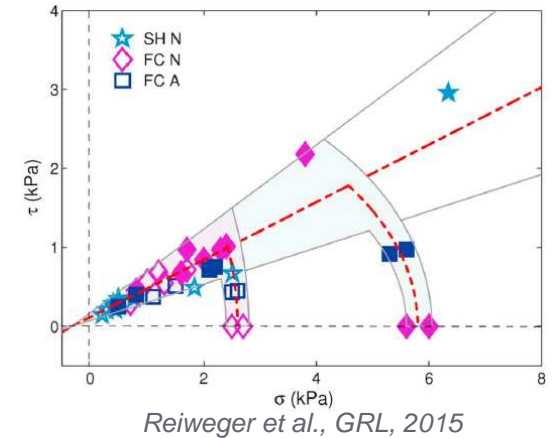 4
3
2
1
0
τ (kPa)
SH N
FC N
FC A
0 2 4 6 8
σ (kPa)
Reiweger et al., GRL, 2015